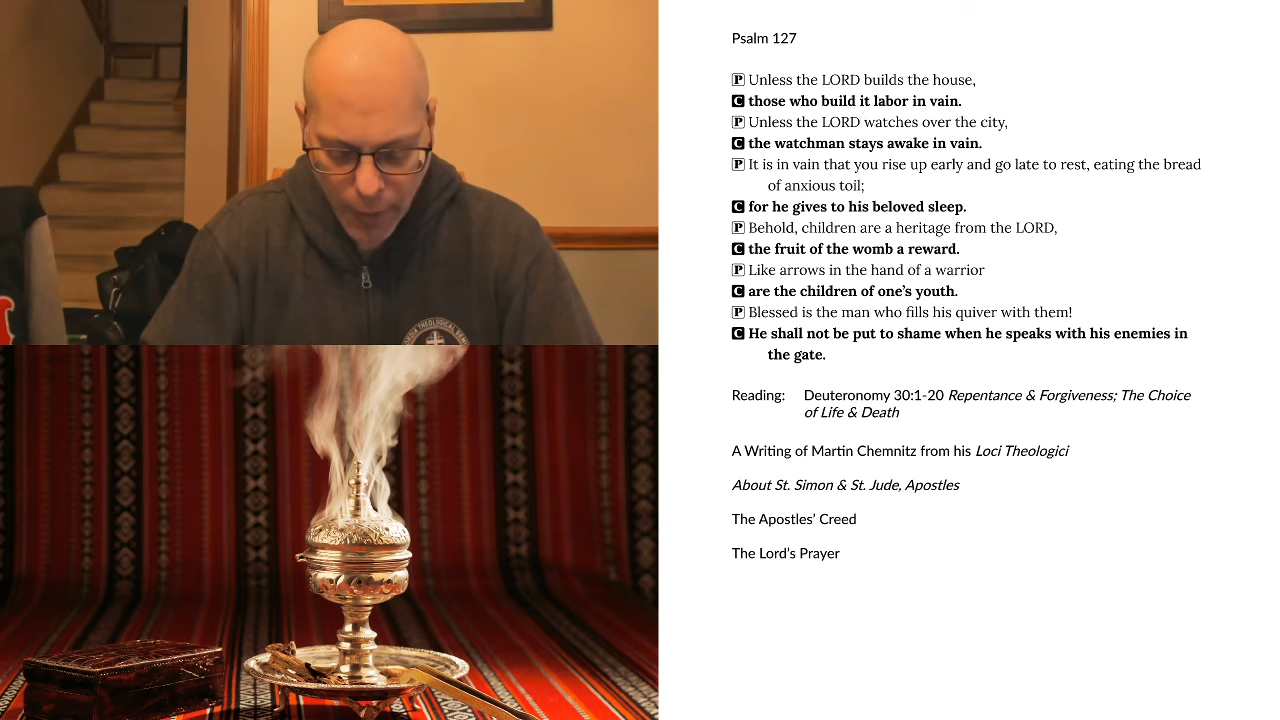 Psalm 127
P Unless the LORD builds the house,
C those who build it labor in vain.
P Unless the LORD watches over the city,
C the watchman stays awake in vain.
P It is in vain that you rise up early and go late to rest, eating the bread
of anxious toil;
C for he gives to his beloved sleep.
P Behold, children are a heritage from the LORD,
C the fruit of the womb a reward.
P Like arrows in the hand of a warrior
C are the children of one’s youth.
P Blessed is the man who fills his quiver with them!
C He shall not be put to shame when he speaks with his enemies in
the gate.
Reading: Deuteronomy 30:1-20 Repentance & Forgiveness; The Choice
of Life & Death
A Writing of Martin Chemnitz from his Loci Theologici
About St. Simon & St. Jude, Apostles
The Apostles’ Creed
The Lord’s Prayer
THEOLOGICAL